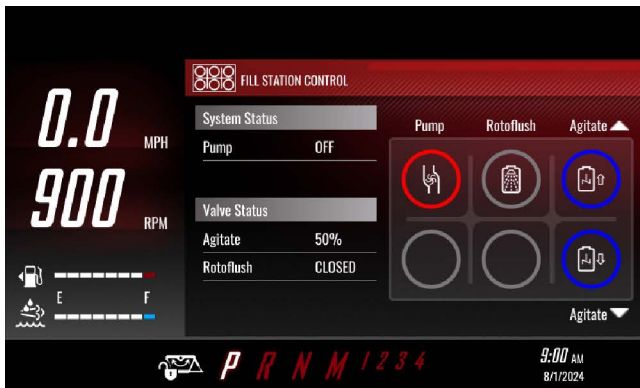 FILL STATION CONTROL
0.0 MPH
900 RPM
System Status
Pump OFF
Valve Status
Agitate 50%
Rotoflush CLOSED
Pump Rotoflush Agitate
Agitate
E F
P R N M 1 2 3 4
9:00 AM
8/1/2024